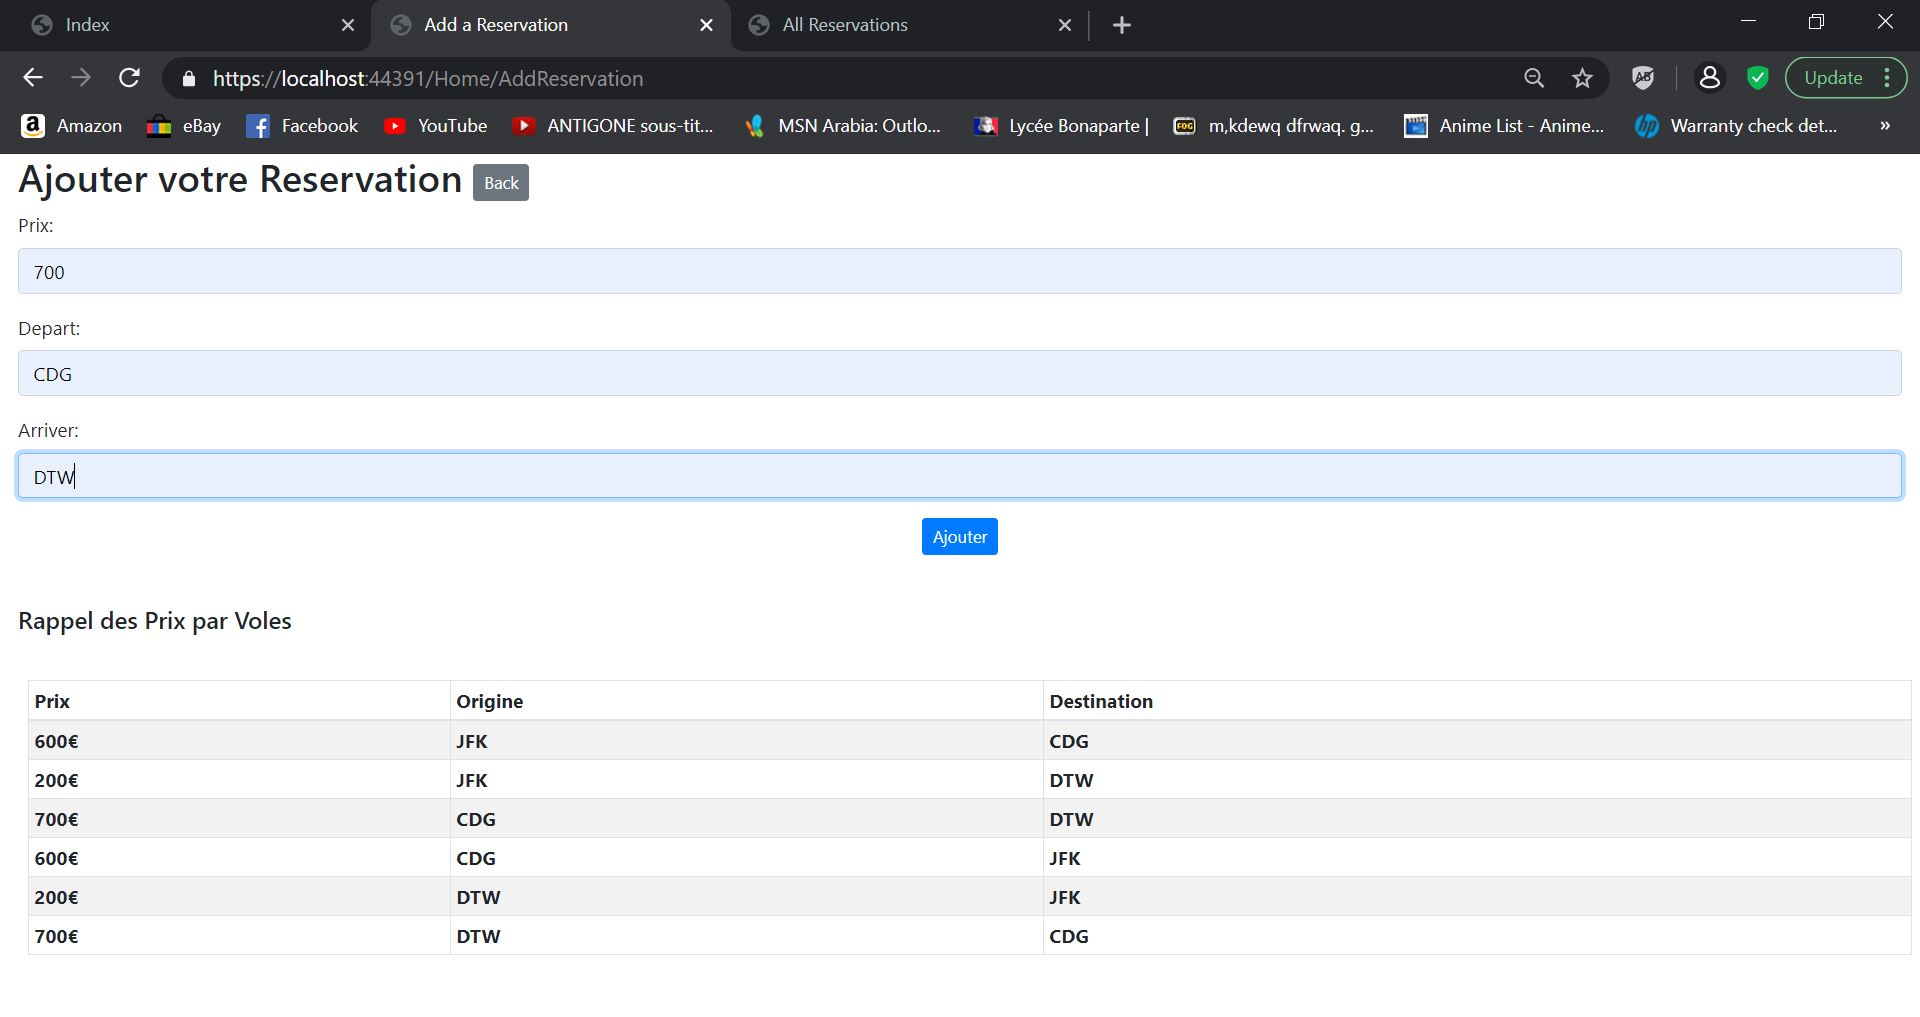 Index
Add a Reservation
All Reservations
https://localhost:44391/Home/AddReservation
Update
Amazon
eBay
Facebook
YouTube
ANTIGONE sous-tit...
MSN Arabia: Outlo...
Lycée Bonaparte |
FOG
m,kdewq dfrwaq. g...
Anime List - Anime...
hp
Warranty check det...
»
Ajouter votre Reservation
Back
Prix:
700
Depart:
CDG
Arriver:
DTW
Ajouter
Rappel des Prix par Voles
Prix Origine Destination
600€ JFK CDG
200€ JFK DTW
700€ CDG DTW
600€ CDG JFK
200€ DTW JFK
700€ DTW CDG